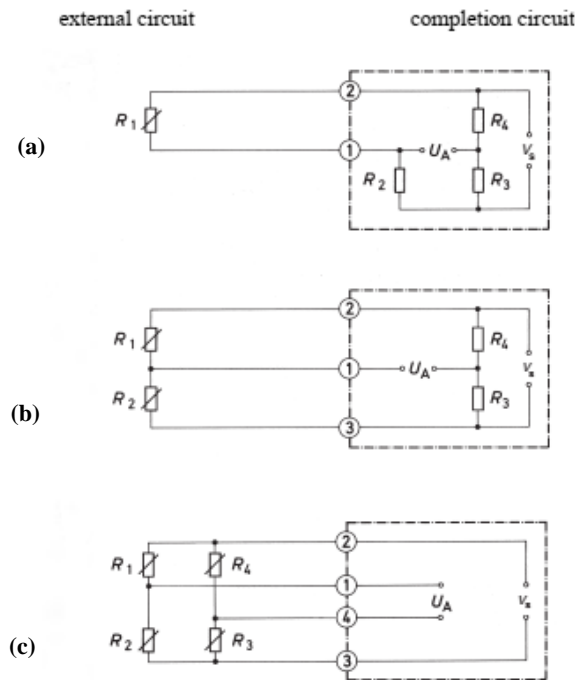 external circuit completion circuit
(a)
R1
2
1
R2
UA
R4
R3
Vs
(b)
R1
R2
2
1
3
UA
R4
R3
Vs
(c)
R1
R4
R2
R3
2
1
4
3
UA
Vs